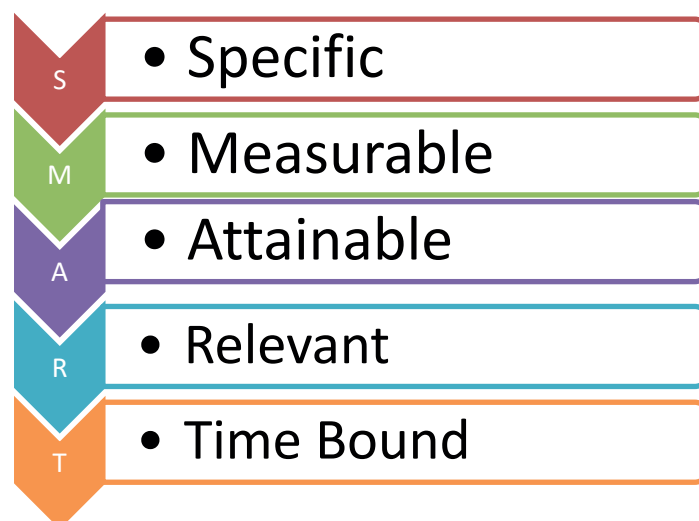 S • Specific
M • Measurable
A • Attainable
R • Relevant
T • Time Bound